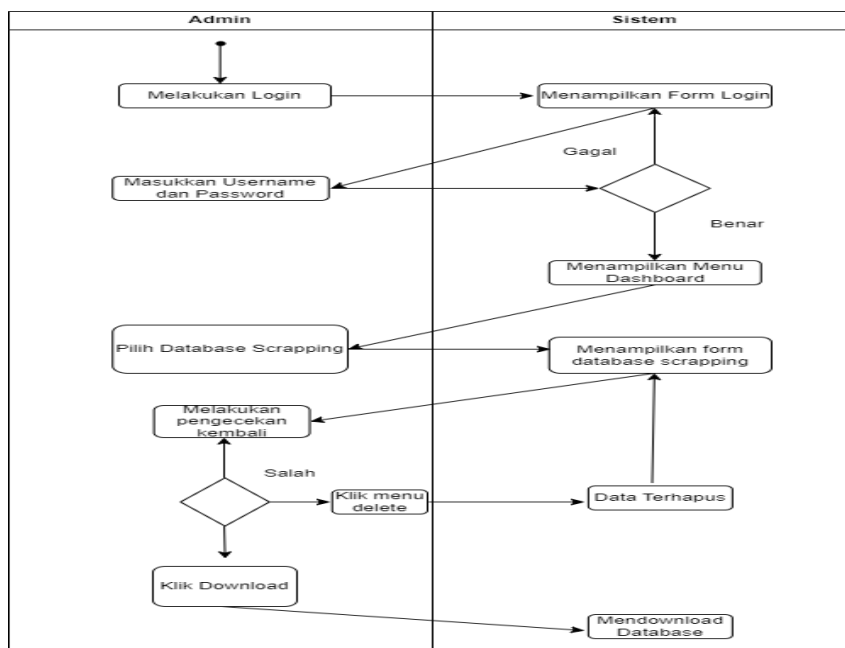 Admin
Sistem
Melakukan Login
Menampilkan Form Login
Gagal
Masukkan Username
dan Password
Benar
Menampilkan Menu
Dashboard
Pilih Database Scrapping
Menampilkan form
database scrapping
Melakukan
pengecekan
kembali
Salah
Klik menu
delete
Data Terhapus
Klik Download
Mendownload
Database